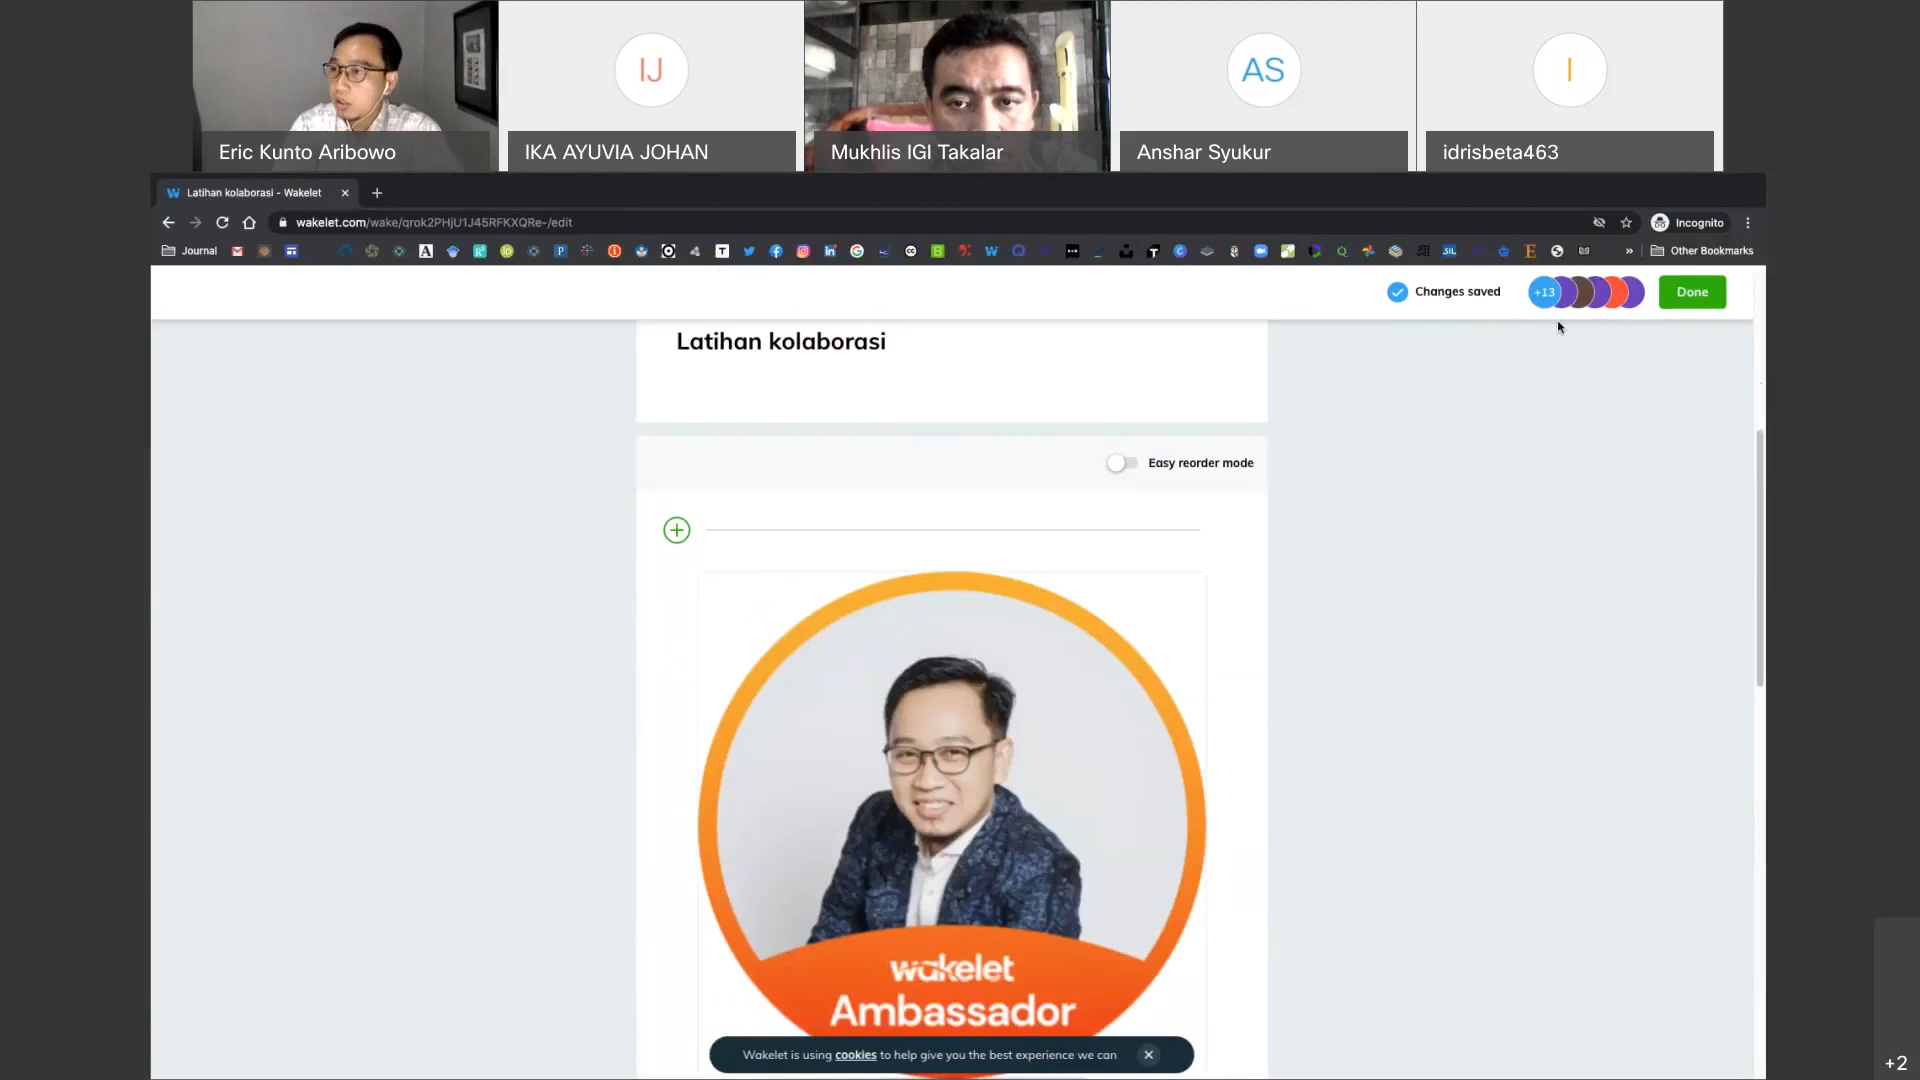 IJ
AS
I
Eric Kunto Aribowo
IKA AYUVIA JOHAN
Mukhlis IGI Takalar
Anshar Syukur
idrisbeta463
Latihan kolaborasi - Wakelet
wakelet.com/wake/qrok2PHjU1J45RFKXQRe-/edit
Incognito
Journal
Other Bookmarks
Changes saved
+13
Done
Latihan kolaborasi
Easy reorder mode
wakelet
Ambassador
Wakelet is using cookies to help give you the best experience we can
+2